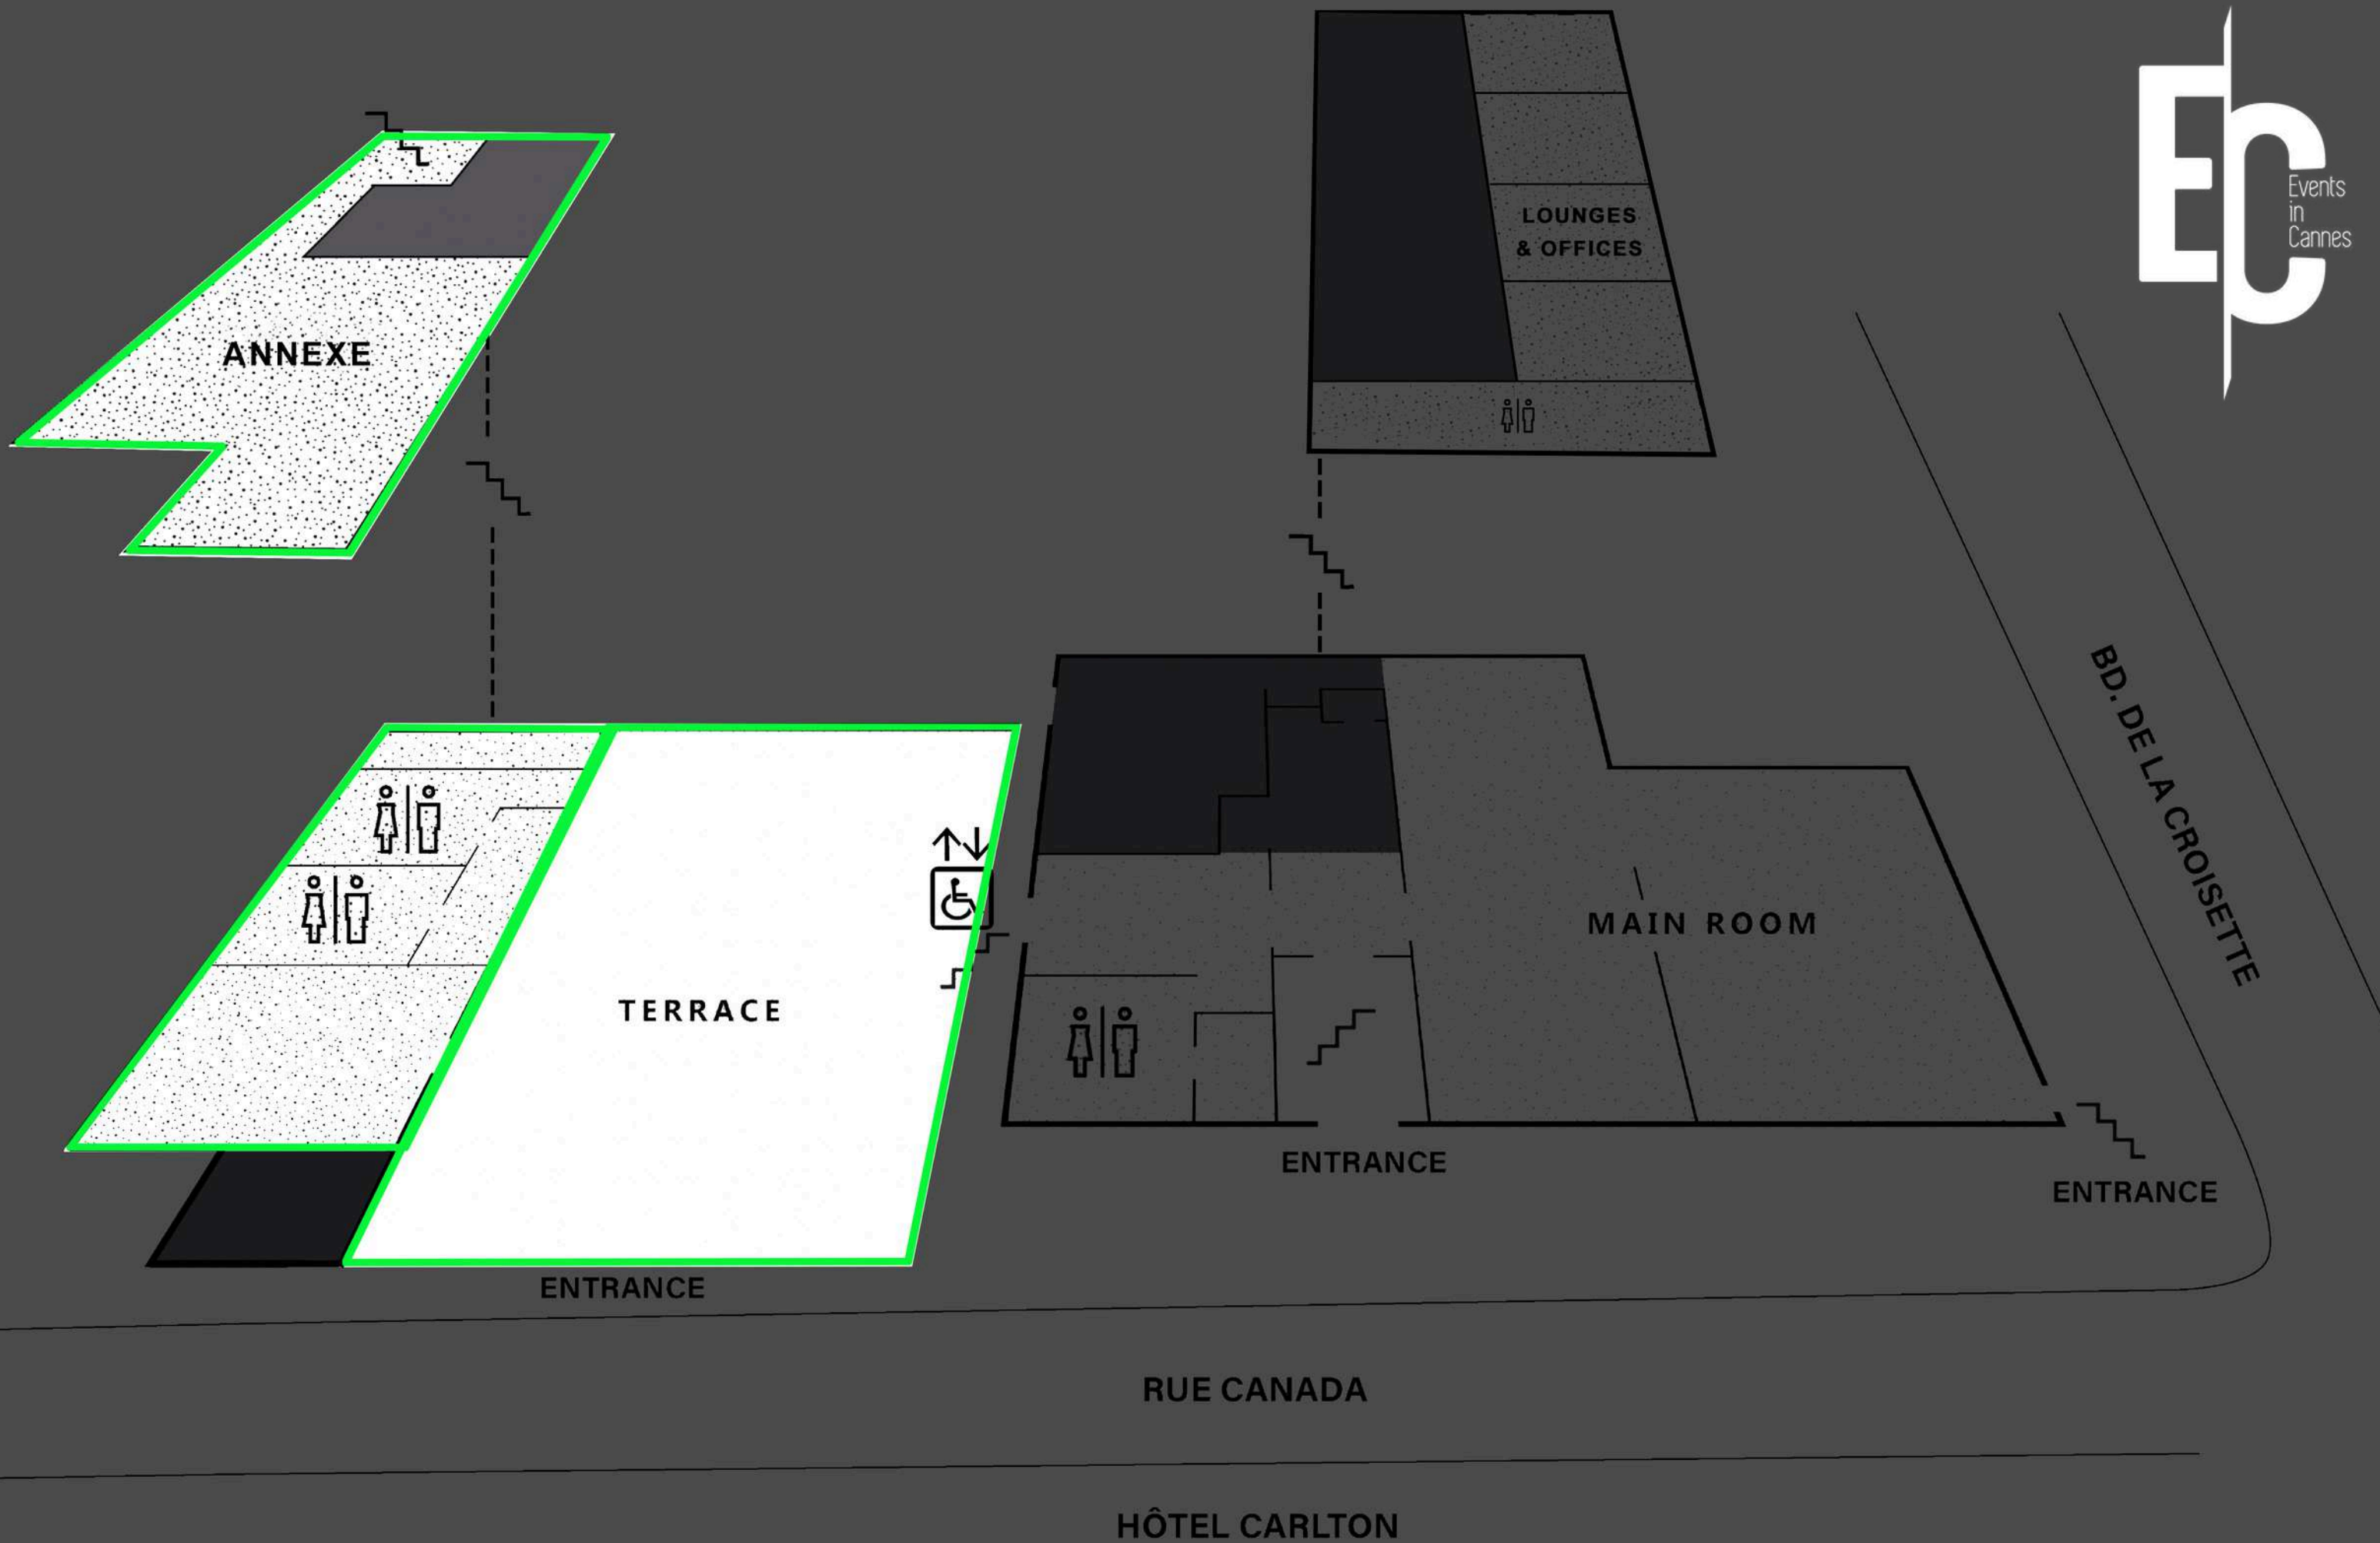 EC
Events
in
Cannes
LOUNGES
& OFFICES
ANNEXE
BD. DE LA CROISETTE
MAIN ROOM
TERRACE
ENTRANCE
ENTRANCE
ENTRANCE
RUE CANADA
HÔTEL CARLTON